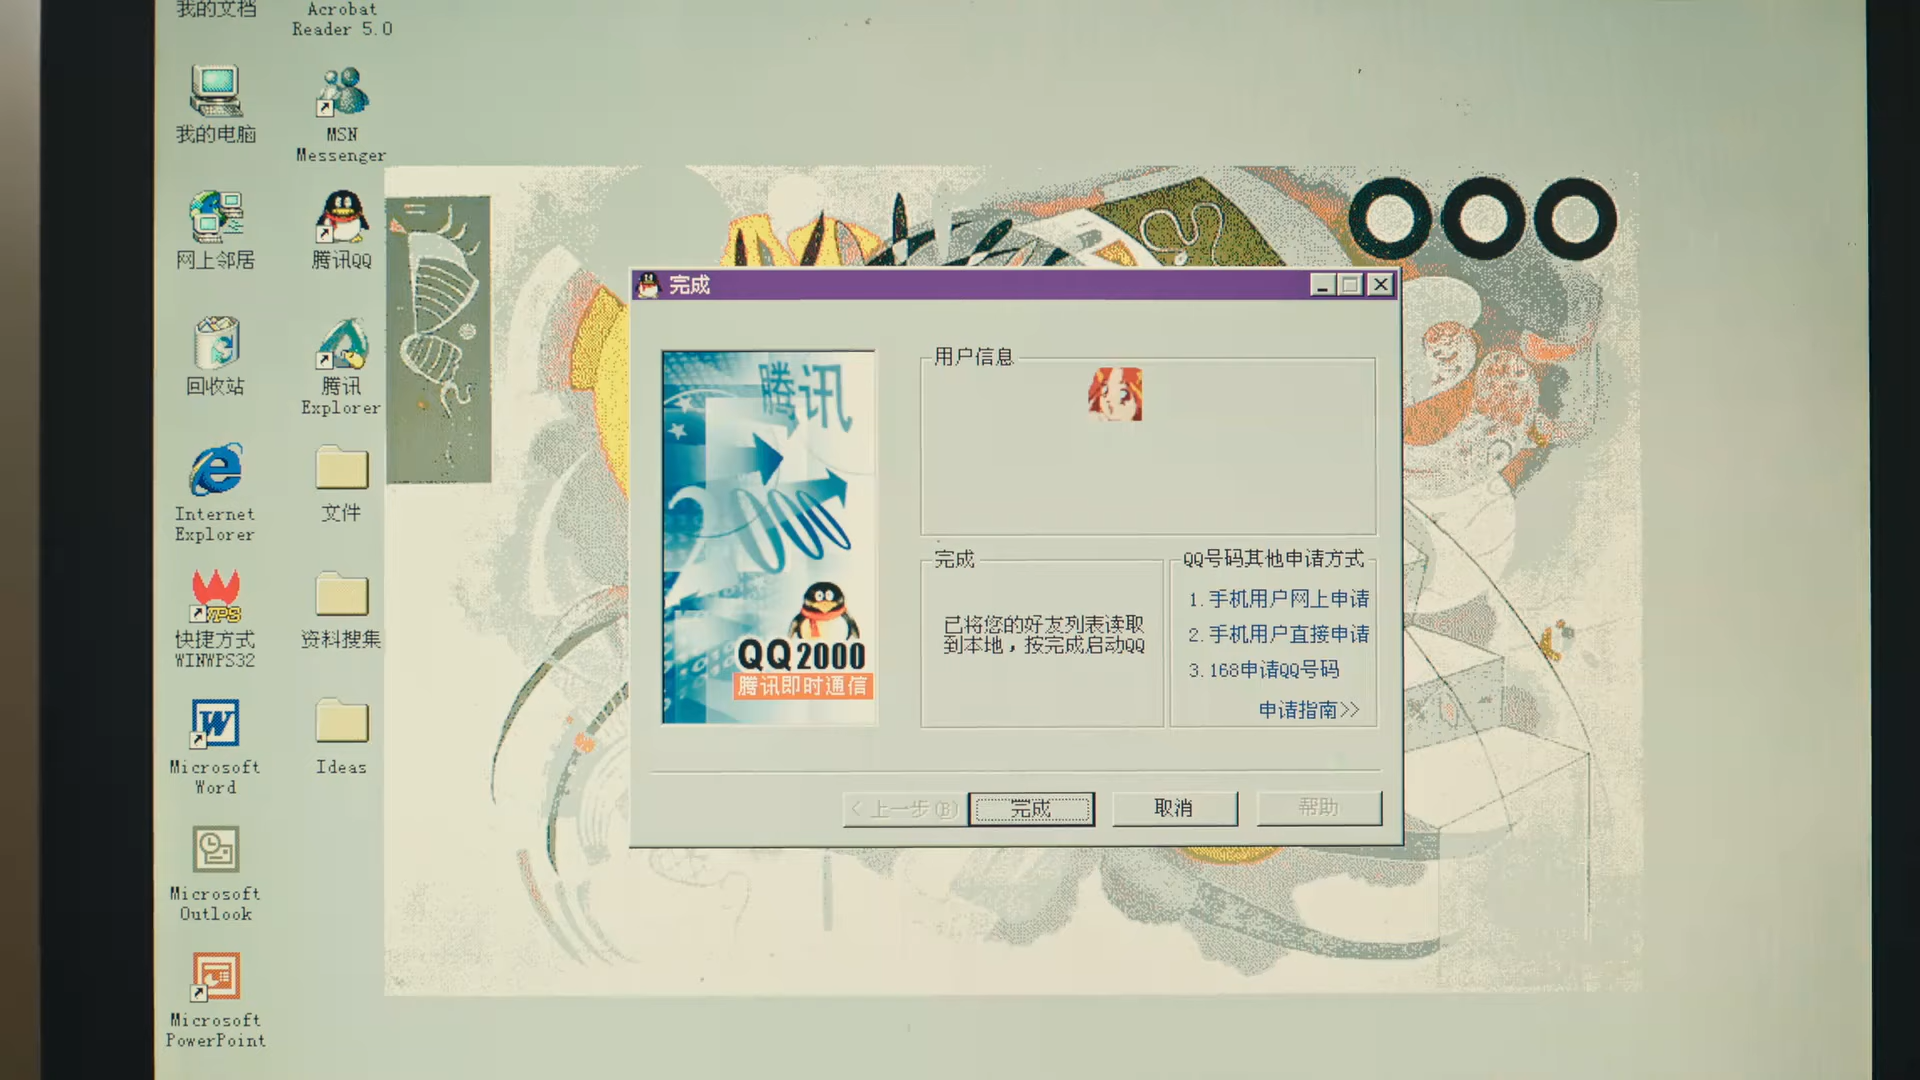 我的文档
Acrobat
Reader 5.0
我的电脑
MSN
Messenger
网上邻居
腾讯QQ
回收站
腾讯
Explorer
Internet
Explorer
文件
WPS
快捷方式
WINWPS32
资料搜集
Microsoft
Word
Ideas
Microsoft
Outlook
Microsoft
PowerPoint
完成
腾讯
2000
QQ2000
腾讯即时通信
用户信息
完成
已将您的好友列表读取
到本地，按完成启动QQ
QQ号码其他申请方式
1.手机用户网上申请
2.手机用户直接申请
3.168申请QQ号码
申请指南>>
< 上一步(B)
完成
取消
帮助